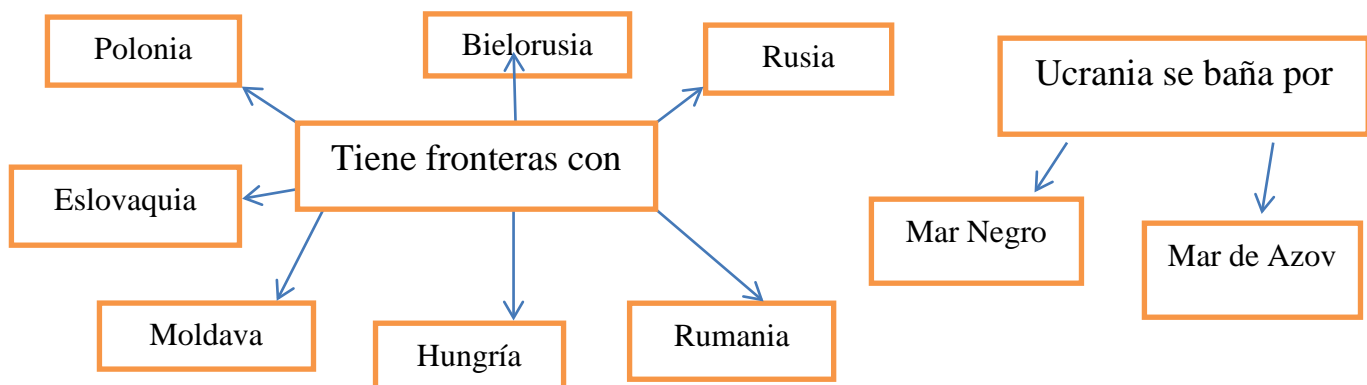 Polonia
Bielorusia
Rusia
Ucrania se baña por
Tiene fronteras con
Eslovaquia
Mar Negro
Mar de Azov
Moldava
Hungría
Rumania